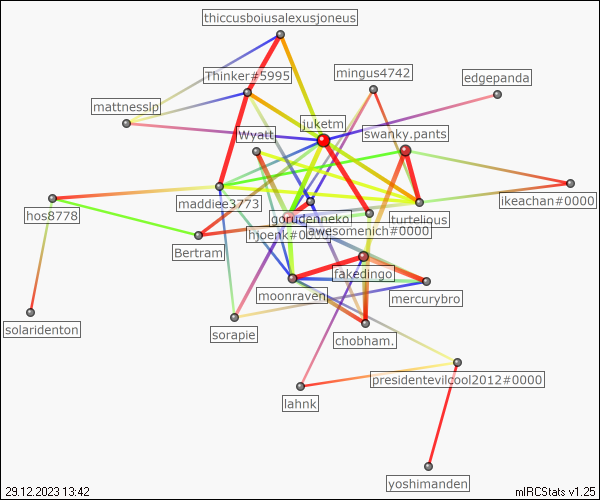 thiccusboiusalexusjoneus
Thinker#5995
mingus4742
edgepanda
mattnesslp
juketm
Wyatt
swanky.pants
maddiee3773
hos8778
gorudenneko
turtelious
ikeachan#0000
moenk#0000
awesomenich#0000
Bertram
fakedingo
moonraven
mercurybro
solaridenton
sorapie
chobham.
presidentevilcool2012#0000
lahnk
yoshimanden
29.12.2023 13:42
mIRCStats v1.25